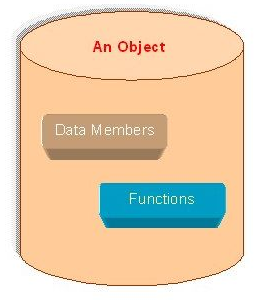 An Object
Data Members
Functions